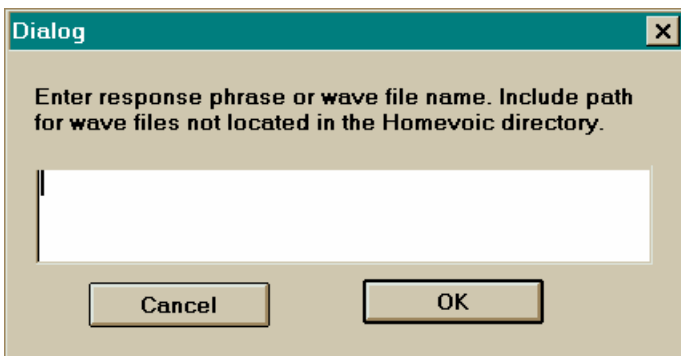 Dialog
Enter response phrase or wave file name. Include path
for wave files not located in the Homevoic directory.
Cancel
OK